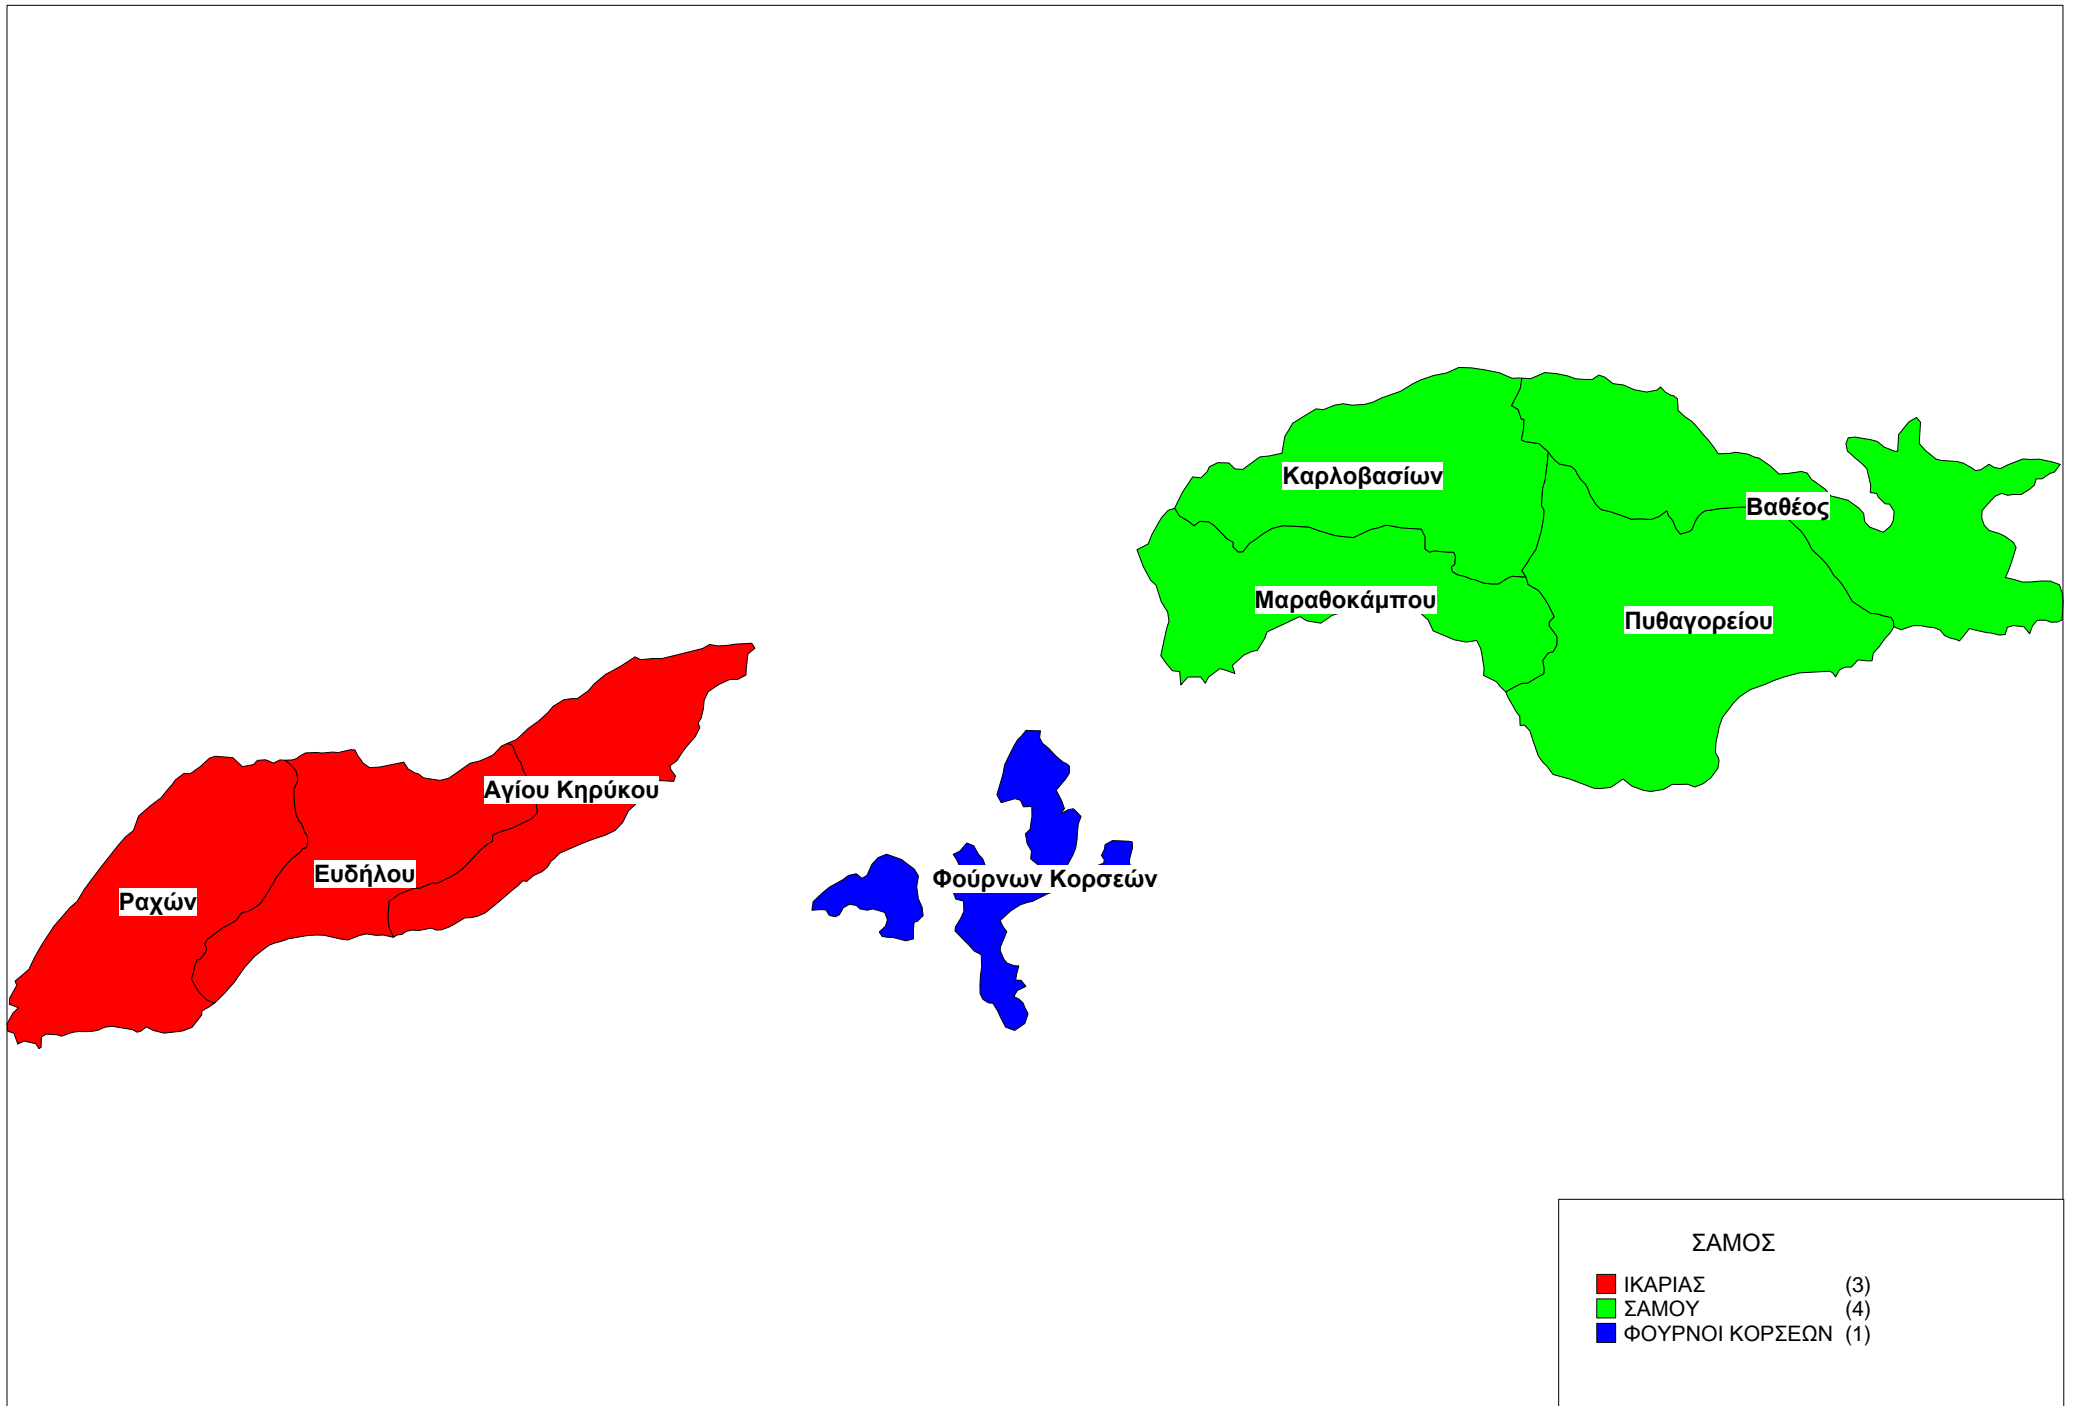 Καρλοβασίων
Βαθέος
Μαραθοκάμπου
Πυθαγορείου
Αγίου Κηρύκου
Ευδήλου
Φούρνων Κορσεών
Ραχών
ΣΑΜΟΣ
ΙΚΑΡΙΑΣ (3)
ΣΑΜΟΥ (4)
ΦΟΥΡΝΟΙ ΚΟΡΣΕΩΝ (1)